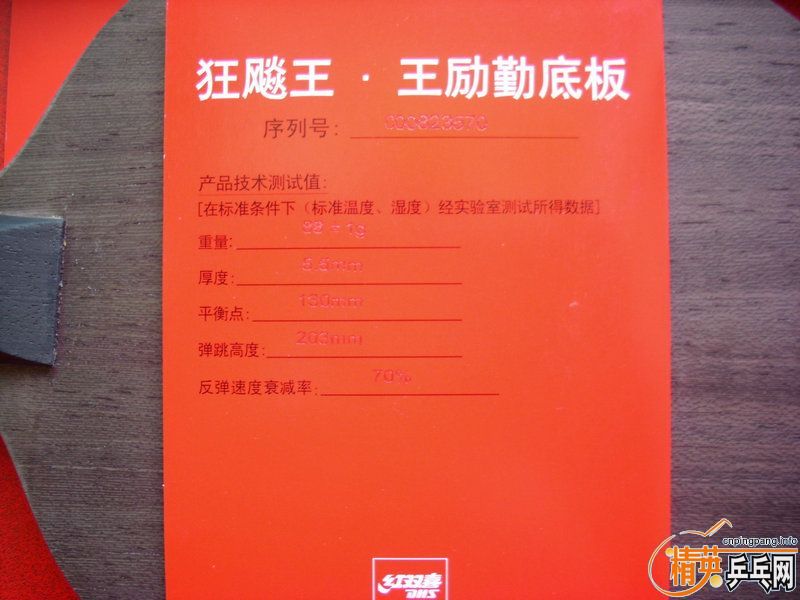 狂飚王·王励勤底板
序列号: 000823570
产品技术测试值:
[在标准条件下（标准温度、湿度）经实验室测试所得数据]
重量:
厚度:
平衡点: 130mm
弹跳高度: 203mm
反弹速度衰减率: 70%
红双喜
DHS
cnpingpang.info
精英乒乓网